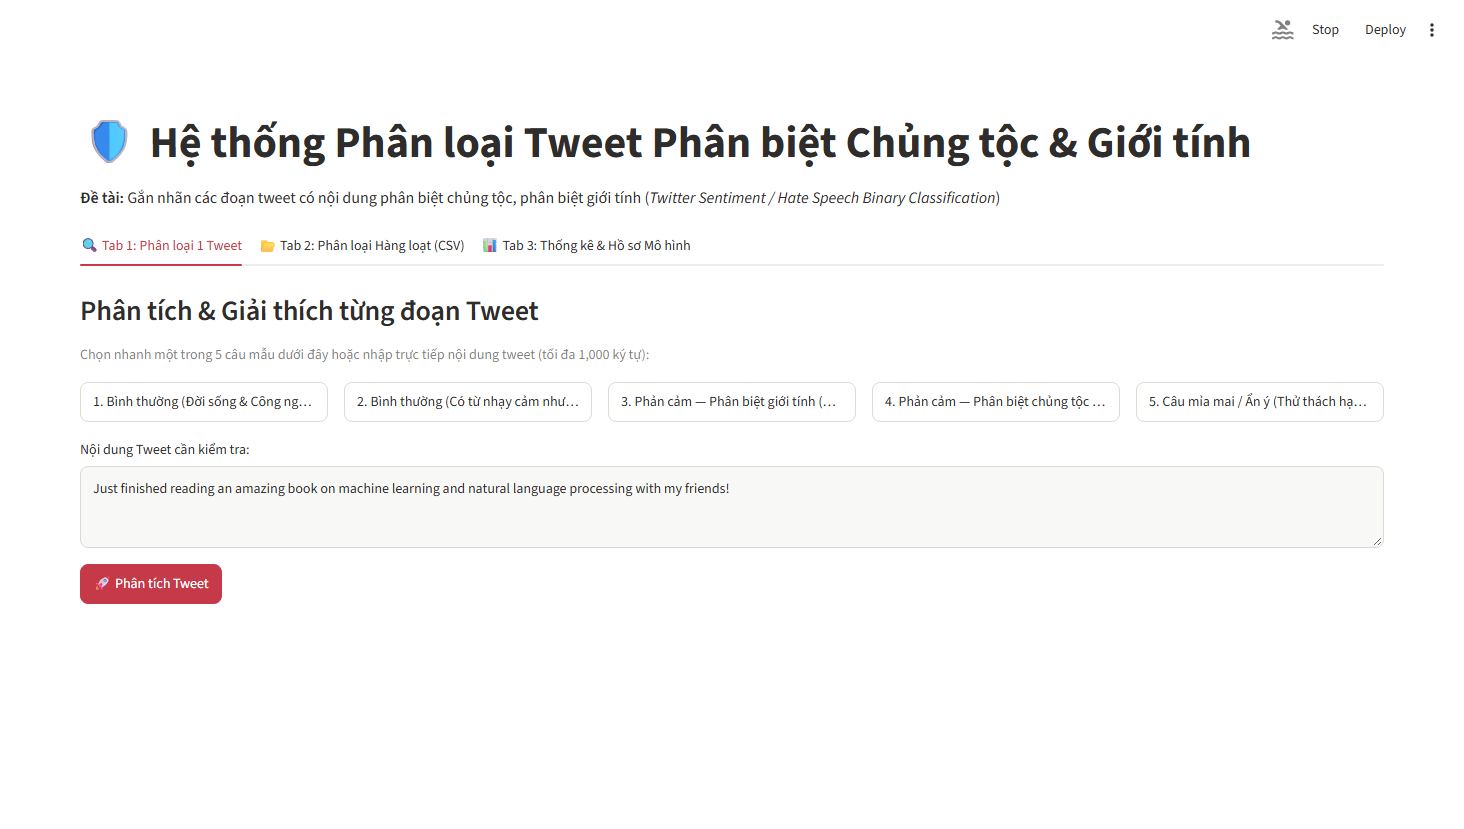 Stop Deploy
Hệ thống Phân loại Tweet Phân biệt Chủng tộc & Giới tính
Đề tài: Gắn nhãn các đoạn tweet có nội dung phân biệt chủng tộc, phân biệt giới tính (Twitter Sentiment / Hate Speech Binary Classification)
Tab 1: Phân loại 1 Tweet Tab 2: Phân loại Hàng loạt (CSV) Tab 3: Thống kê & Hồ sơ Mô hình
Phân tích & Giải thích từng đoạn Tweet
Chọn nhanh một trong 5 câu mẫu dưới đây hoặc nhập trực tiếp nội dung tweet (tối đa 1,000 ký tự):
1. Bình thường (Đời sống & Công ng... 2. Bình thường (Có từ nhạy cảm như... 3. Phản cảm — Phân biệt giới tính (... 4. Phản cảm — Phân biệt chủng tộc ... 5. Câu mỉa mai / Ẩn ý (Thử thách hạ...
Nội dung Tweet cần kiểm tra:
Just finished reading an amazing book on machine learning and natural language processing with my friends!
Phân tích Tweet